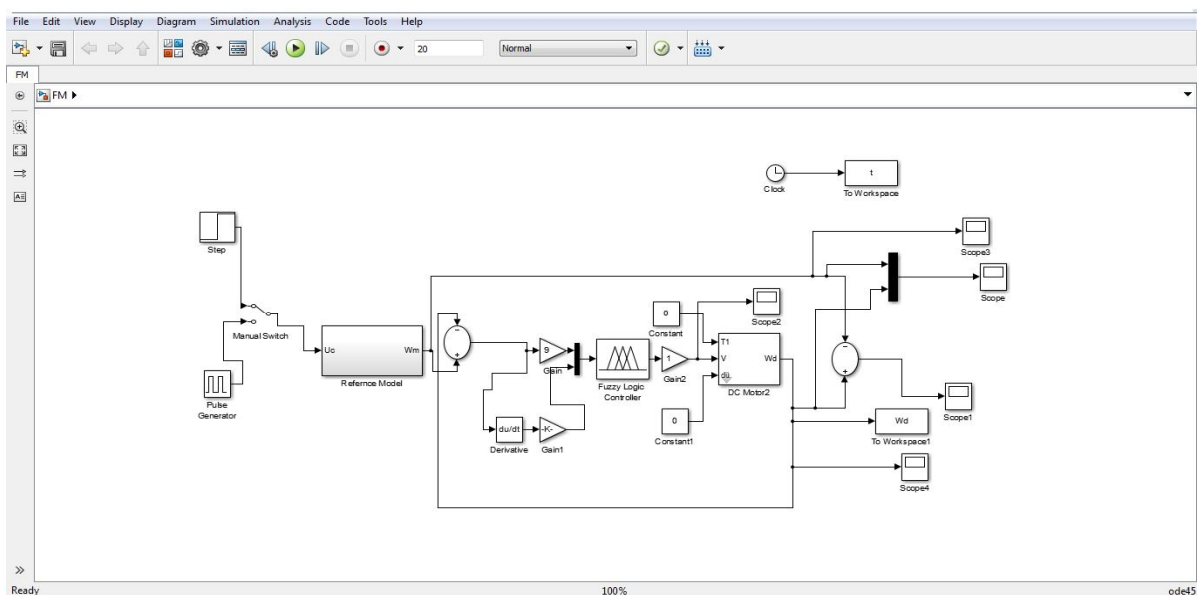 File Edit View Display Diagram Simulation Analysis Code Tools Help
20 Normal
FM
FM
t
Clock
To Workspace
Step
Scope3
Scope
Manual Switch
Uc Wm
Refernce Model
Pulse
Generator
9
Gain
du/dt
Derivative
-K-
Gain1
Fuzzy Logic
Controller
1
Gain2
0
Constant
Scope2
T1
V Wd
DC Motor2
0
Constant1
Scope1
Wd
To Workspace1
Scope4
Ready 100% ode45